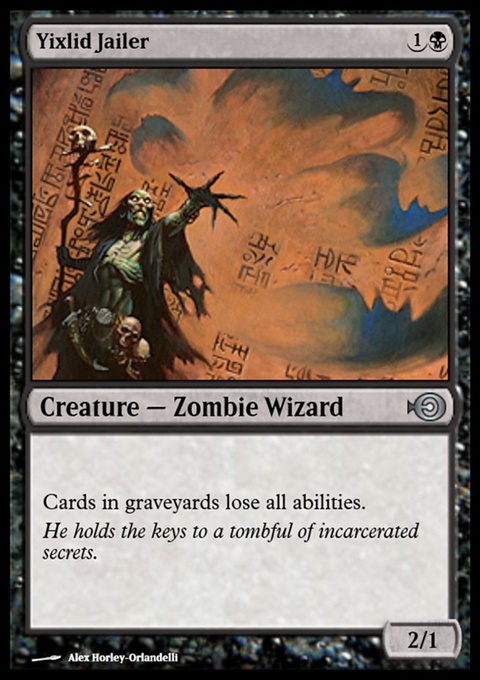 Yixlid Jailer 1
Creature — Zombie Wizard
Cards in graveyards lose all abilities.
He holds the keys to a tombful of incarcerated
secrets.
2/1
Alex Horley-Orlandelli